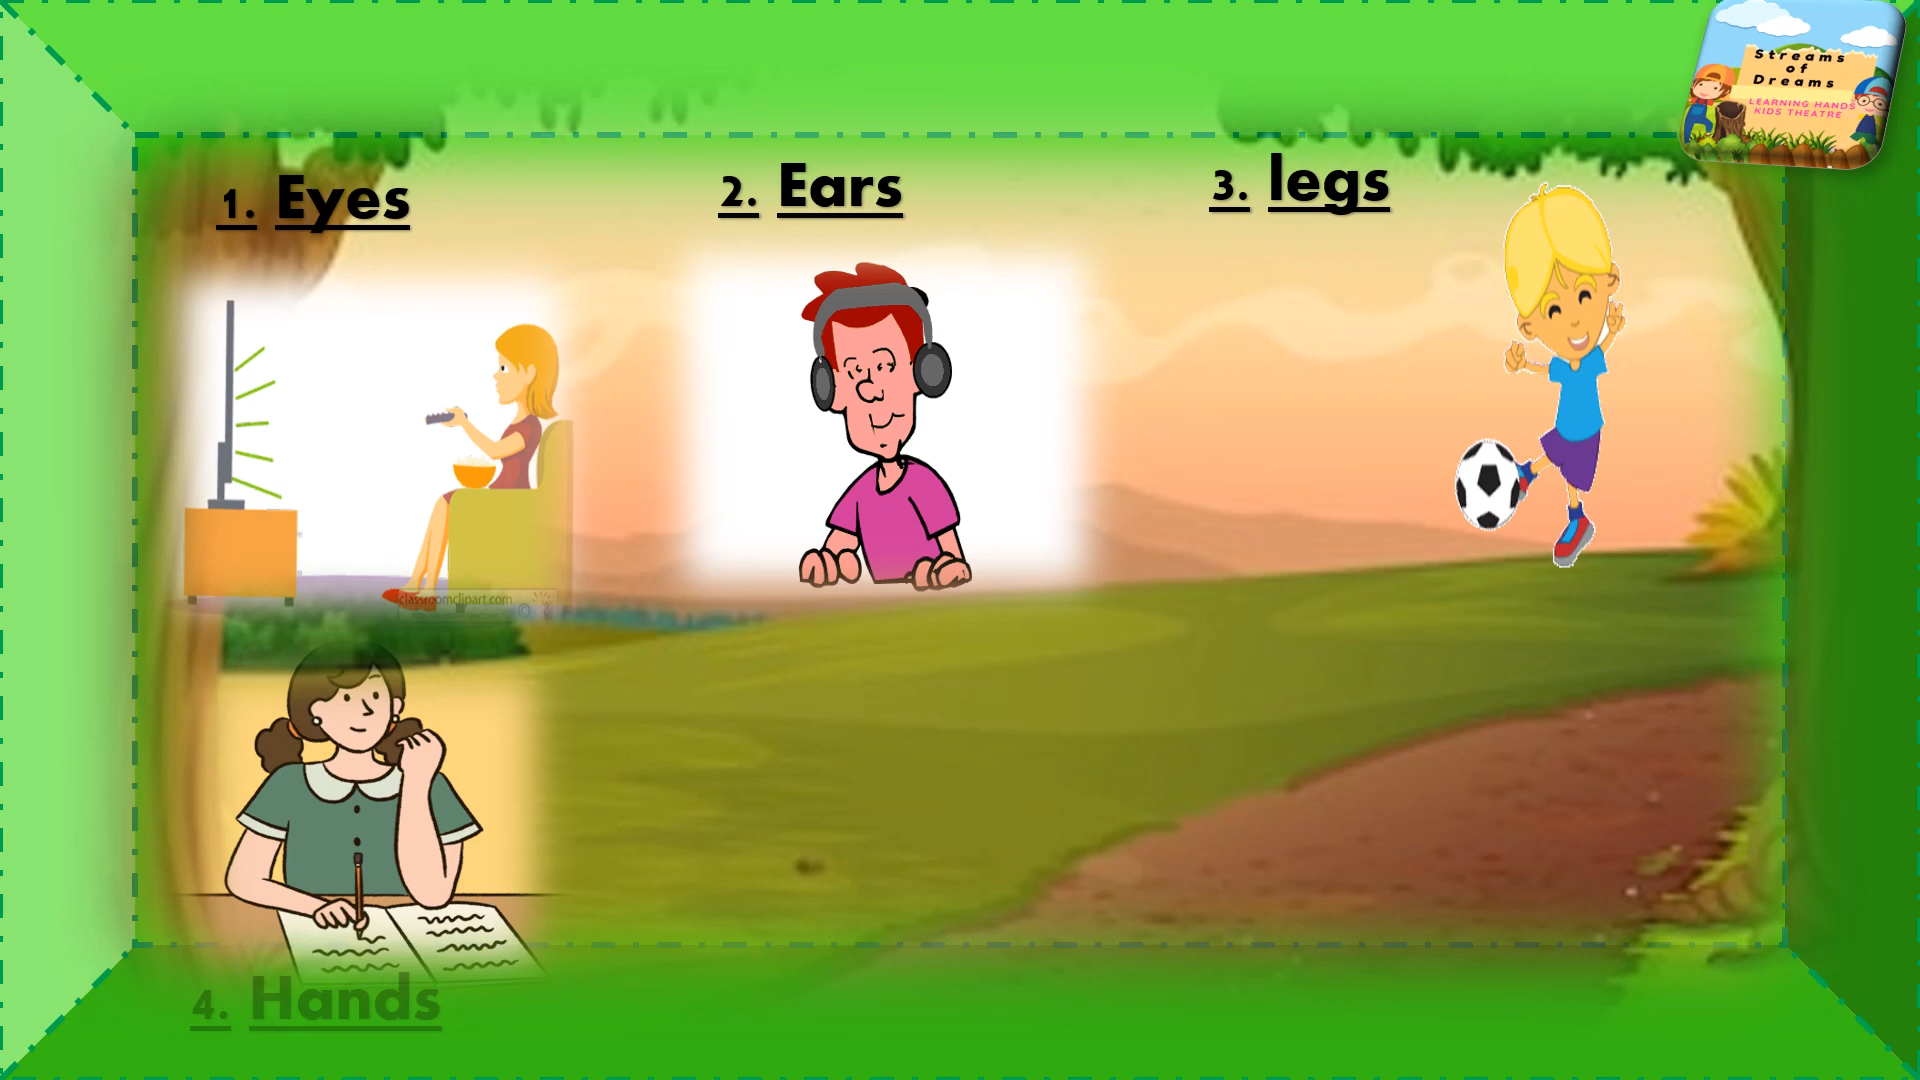 1. Eyes
2. Ears
3. legs
Streams
of
Dreams
LEARNING HANDS
KIDS THEATRE
classroomclipart.com
4. Hands